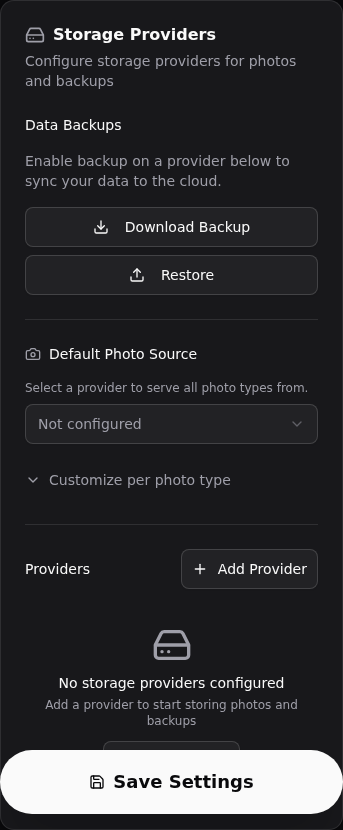 Storage Providers
Configure storage providers for photos
and backups
Data Backups
Enable backup on a provider below to
sync your data to the cloud.
Download Backup
Restore
Default Photo Source
Select a provider to serve all photo types from.
Not configured
Customize per photo type
Providers
Add Provider
No storage providers configured
Add a provider to start storing photos and
backups
Save Settings